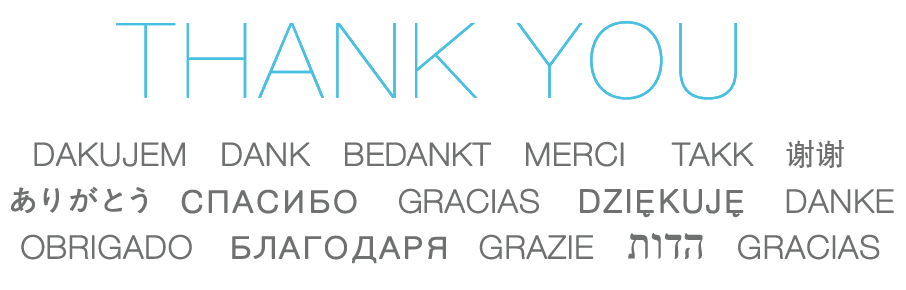 THANK YOU
DAKUJEM DANK BEDANKT MERCI TAKK 谢谢
ありがとう СПАСИБО GRACIAS DZIĘKUJĘ DANKE
OBRIGADO БЛАГОДАРЯ GRAZIE הדות GRACIAS